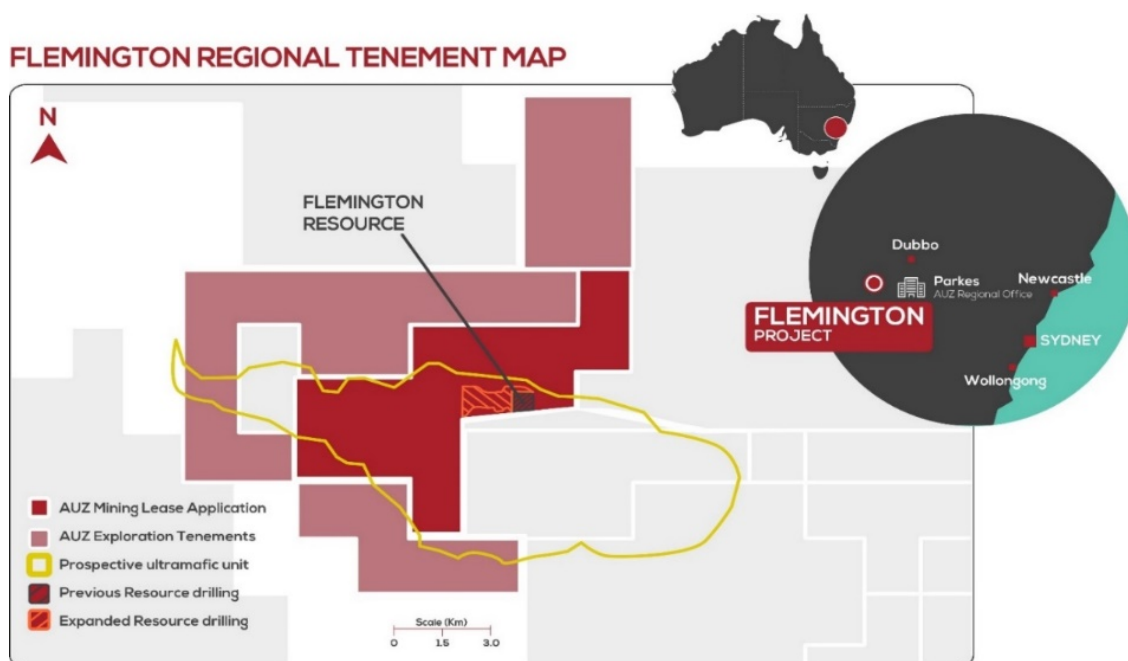 FLEMINGTON REGIONAL TENEMENT MAP
N
FLEMINGTON
RESOURCE
Dubbo
Parkes
AUZ Regional Office
Newcastle
FLEMINGTON
PROJECT
SYDNEY
Wollongong
AUZ Mining Lease Application
AUZ Exploration Tenements
Prospective ultramafic unit
Previous Resource drilling
Expanded Resource drilling
Scale (Km)
0 1.5 3.0